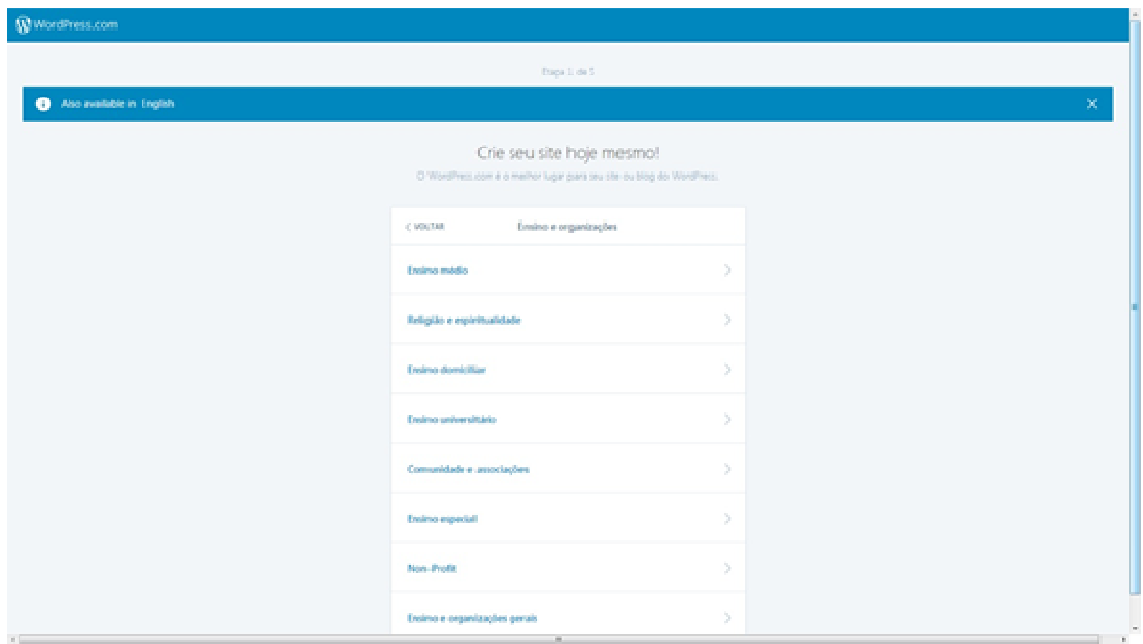 WordPress.com
Etapa 1: de 5
Also available in English
Crie seu site hoje mesmo!
O WordPress.com é o melhor lugar para seu site ou blog do WordPress.
VOLTAR
Ensino e organizações
Ensino médio
Religião e espiritualidade
Ensino domiciliar
Ensino universitário
Comunidade e associações
Ensino especial
Non-Profit
Ensino e organizações gerais